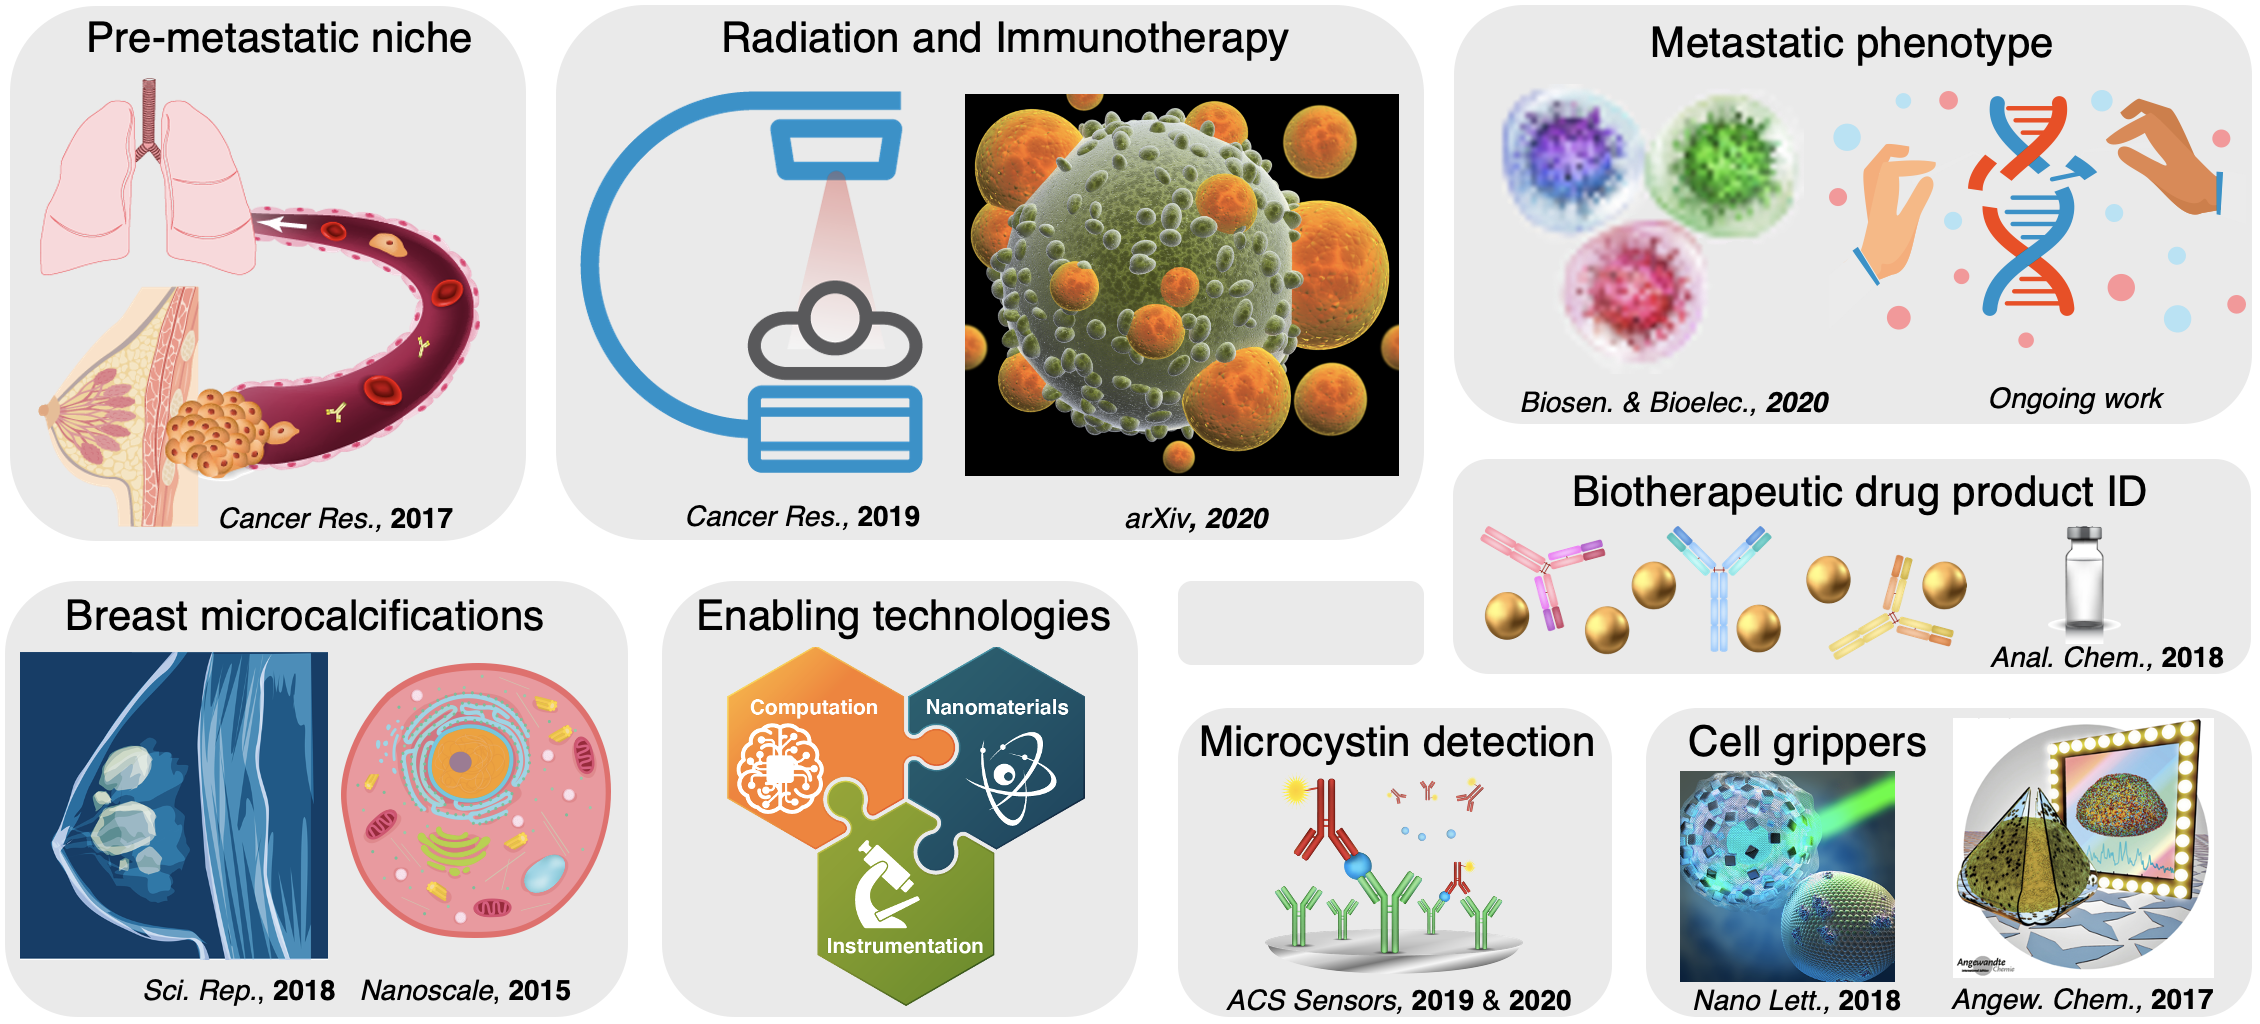 Pre-metastatic niche
Cancer Res., 2017
Radiation and Immunotherapy
Cancer Res., 2019
arXiv, 2020
Metastatic phenotype
Biosen. & Bioelec., 2020
Ongoing work
Biotherapeutic drug product ID
Anal. Chem., 2018
Breast microcalcifications
Sci. Rep., 2018
Nanoscale, 2015
Enabling technologies
Computation
Nanomaterials
Instrumentation
Microcystin detection
ACS Sensors, 2019 & 2020
Cell grippers
Angewandte
Chemie
Nano Lett., 2018
Angew. Chem., 2017